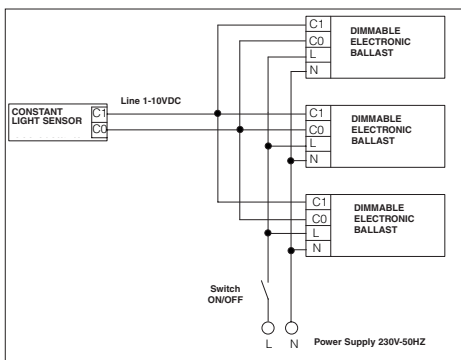 C1
C0
L
N
DIMMABLE
ELECTRONIC
BALLAST
Line 1-10VDC
CONSTANT
LIGHT SENSOR
C1
C0
C1
C0
L
N
DIMMABLE
ELECTRONIC
BALLAST
C1
C0
L
N
DIMMABLE
ELECTRONIC
BALLAST
Switch
ON/OFF
L
N
Power Supply 230V-50HZ